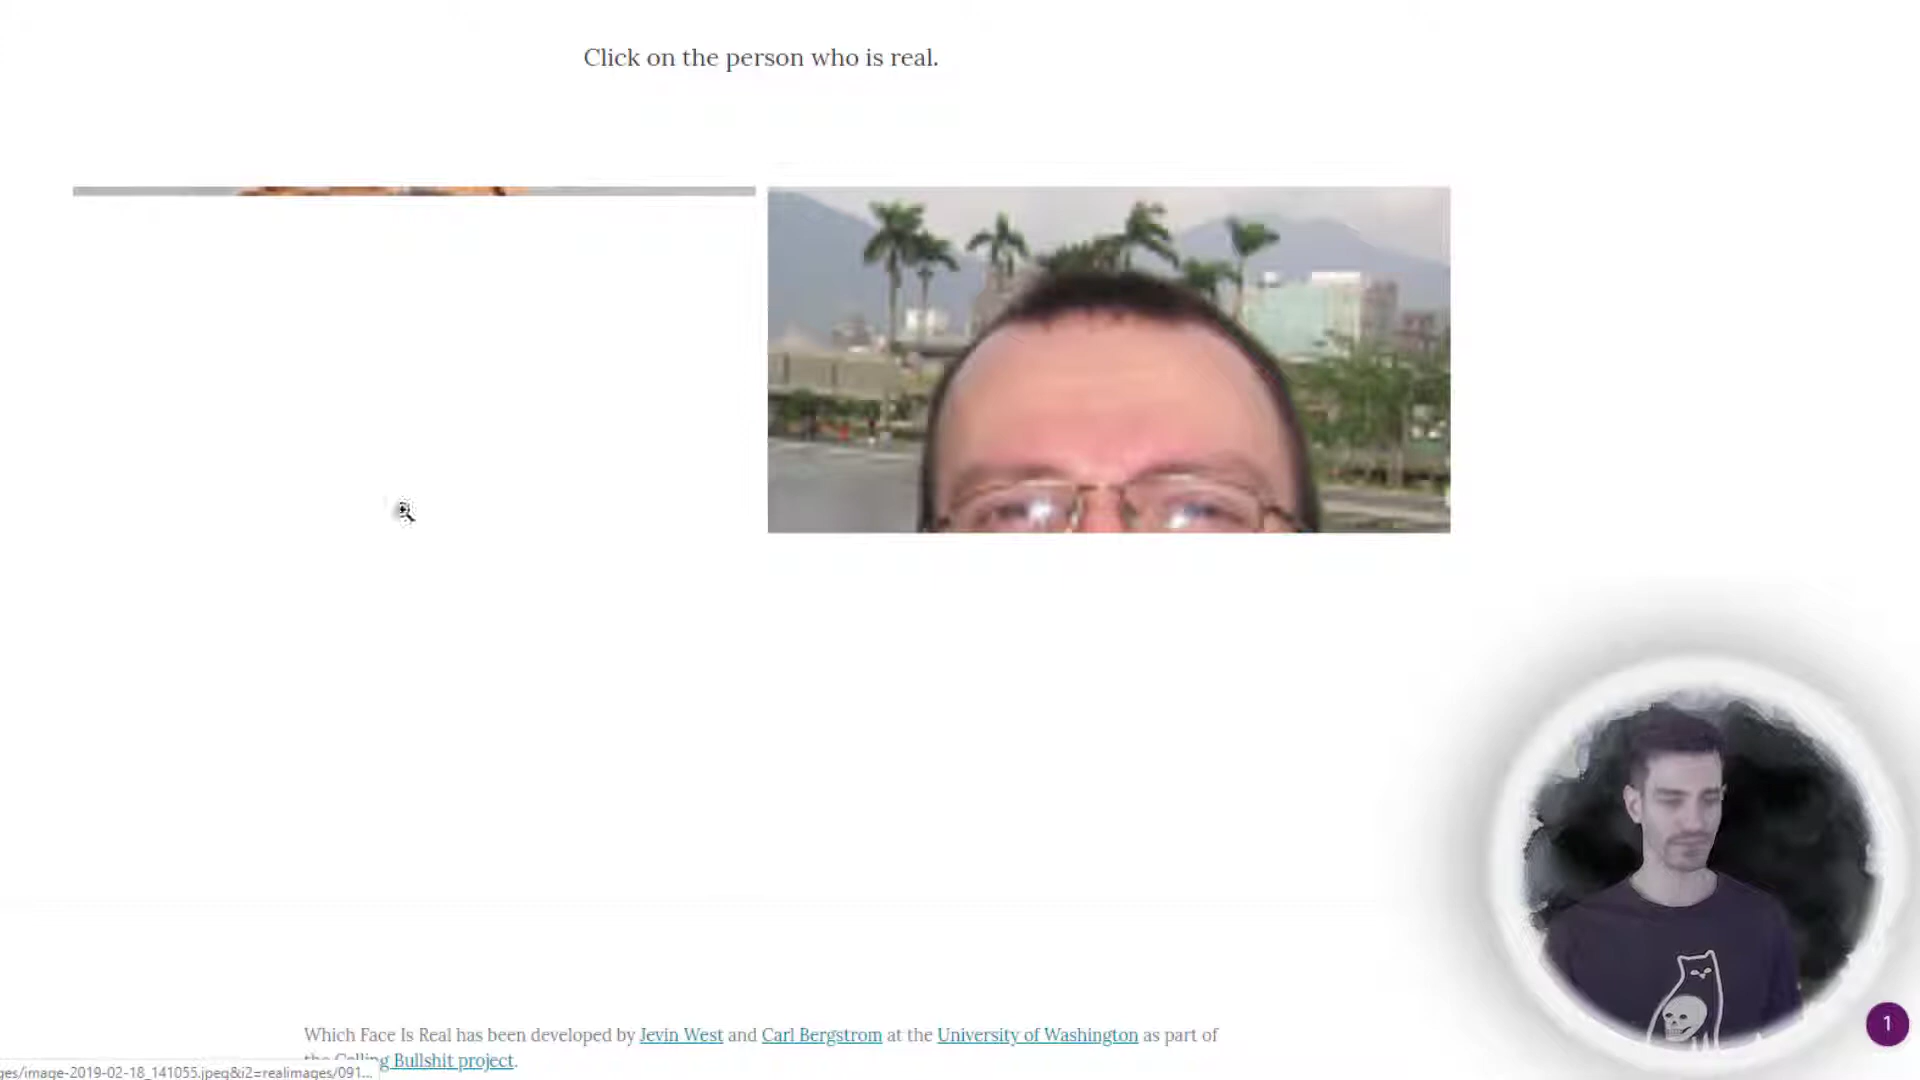 Click on the person who is real.
Which Face Is Real has been developed by Jevin West and Carl Bergstrom at the University of Washington as part of
the Calling Bullshit project.
ges/image-2019-02-18_141055.jpeg&i2=realimages/091...
1